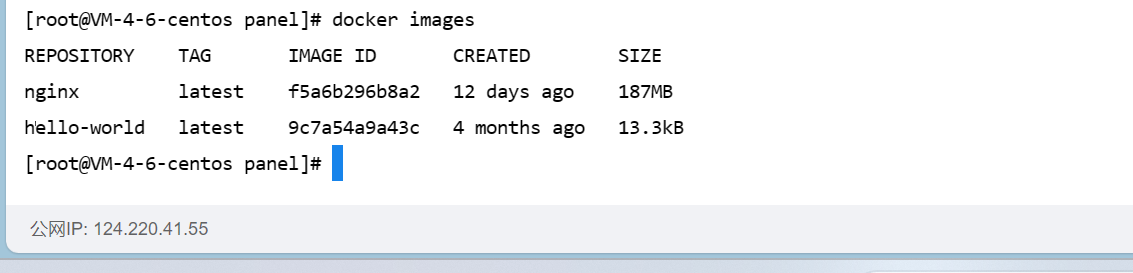 [root@VM-4-6-centos panel]# docker images
REPOSITORY TAG IMAGE ID CREATED SIZE
nginx latest f5a6b296b8a2 12 days ago 187MB
hello-world latest 9c7a54a9a43c 4 months ago 13.3kB
[root@VM-4-6-centos panel]#
公网IP: 124.220.41.55